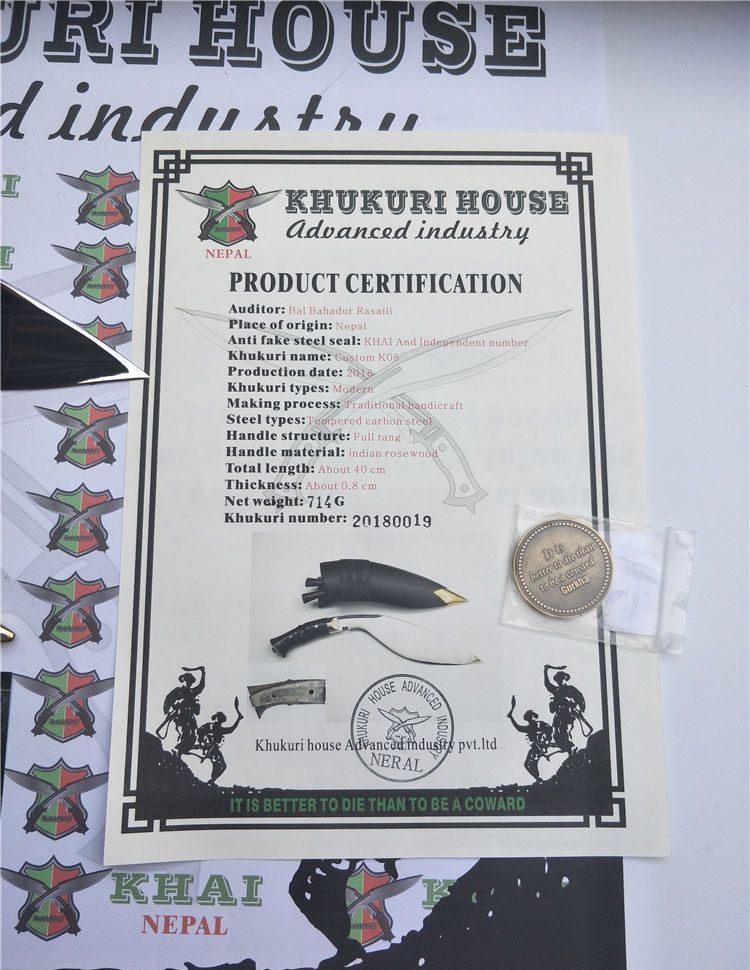 URI HOUSE
d industry
KHUKURI HOUSE
Advanced industry
NEPAL
PRODUCT CERTIFICATION
Auditor: Bal Bahadur Rasaili
Place of origin: Nepal
Anti fake steel seal: KHAI And Independent number
Khukuri name: Custom K08
Production date: 2018
Khukuri types: Modern
Making process: Traditional handicraft
Steel types: Tempered carbon steel
Handle structure: Full tang
Handle material: indian rosewood
Total length: About 40 cm
Thickness: About 0.8 cm
Net weight: 714G
Khukuri number: 20180019
It is
better to die than
to be a coward
Gurkha
KHUKURI HOUSE ADVANCED INDUSTRY
NERAL
Khukuri house Advanced industry pvt.ltd
IT IS BETTER TO DIE THAN TO BE A COWARD
KHAI
NEPAL
K